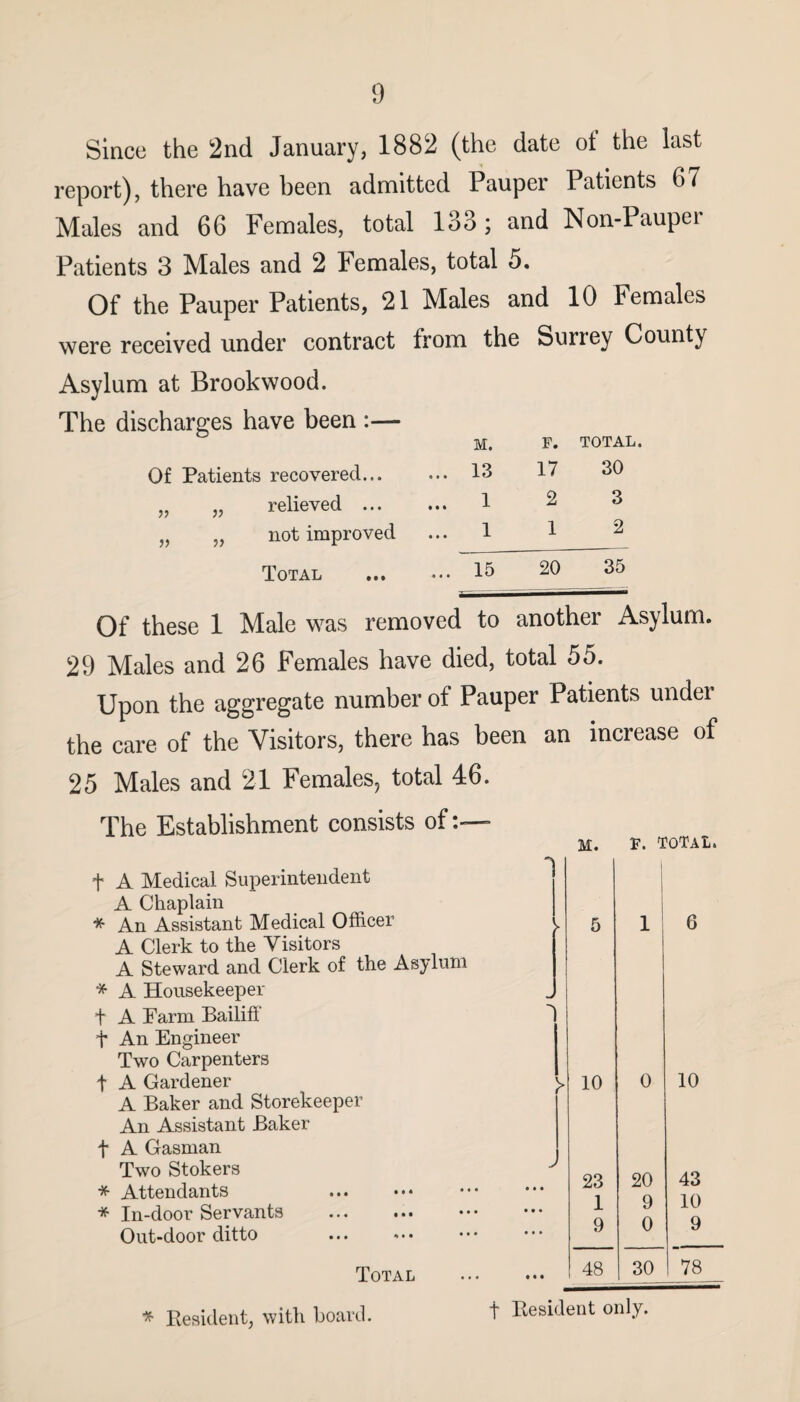 9
Since the 2nd January, 1882 (the date of the last
report), there have been admitted Pauper Patients 67
Males and 66 Females, total 133; and Non-Pauper
Patients 3 Males and 2 Females, total 5.
Of the Pauper Patients, 21 Males and 10 Females
were received under contract from the Surrey County
Asylum at Brookwood.
The discharges have been :—
M. F. TOTAL.
Of Patients recovered... ... 13 17 30
„ „ relieved ... ... 1 2 3
„ „ not improved ... 1 1 2
Total ... ... 15 20 35
Of these 1 Male was removed to another Asylum.
29 Males and 26 Females have died, total 55.
Upon the aggregate number of Pauper Patients under
the care of the Visitors, there has been an increase of
25 Males and 21 Females, total 46.
The Establishment consists of:—
M. F. TOTAL.
† A Medical Superintendent
A Chaplain
* An Assistant Medical Officer 5 1 6
A Clerk to the Visitors
A Steward and Clerk of the Asylum
* A Housekeeper
† A Farm Bailiff
† An Engineer
Two Carpenters
† A Gardener 10 0 10
A Baker and Storekeeper
An Assistant Baker
† A Gasman
Two Stokers
* Attendants ... ... ... ... 23 20 43
* In-door Servants ... ... ... ... 1 9 10
Out-door ditto ... ... ... ... 9 0 9
Total ... ... 48 30 78
* Resident, with board. † Resident only.